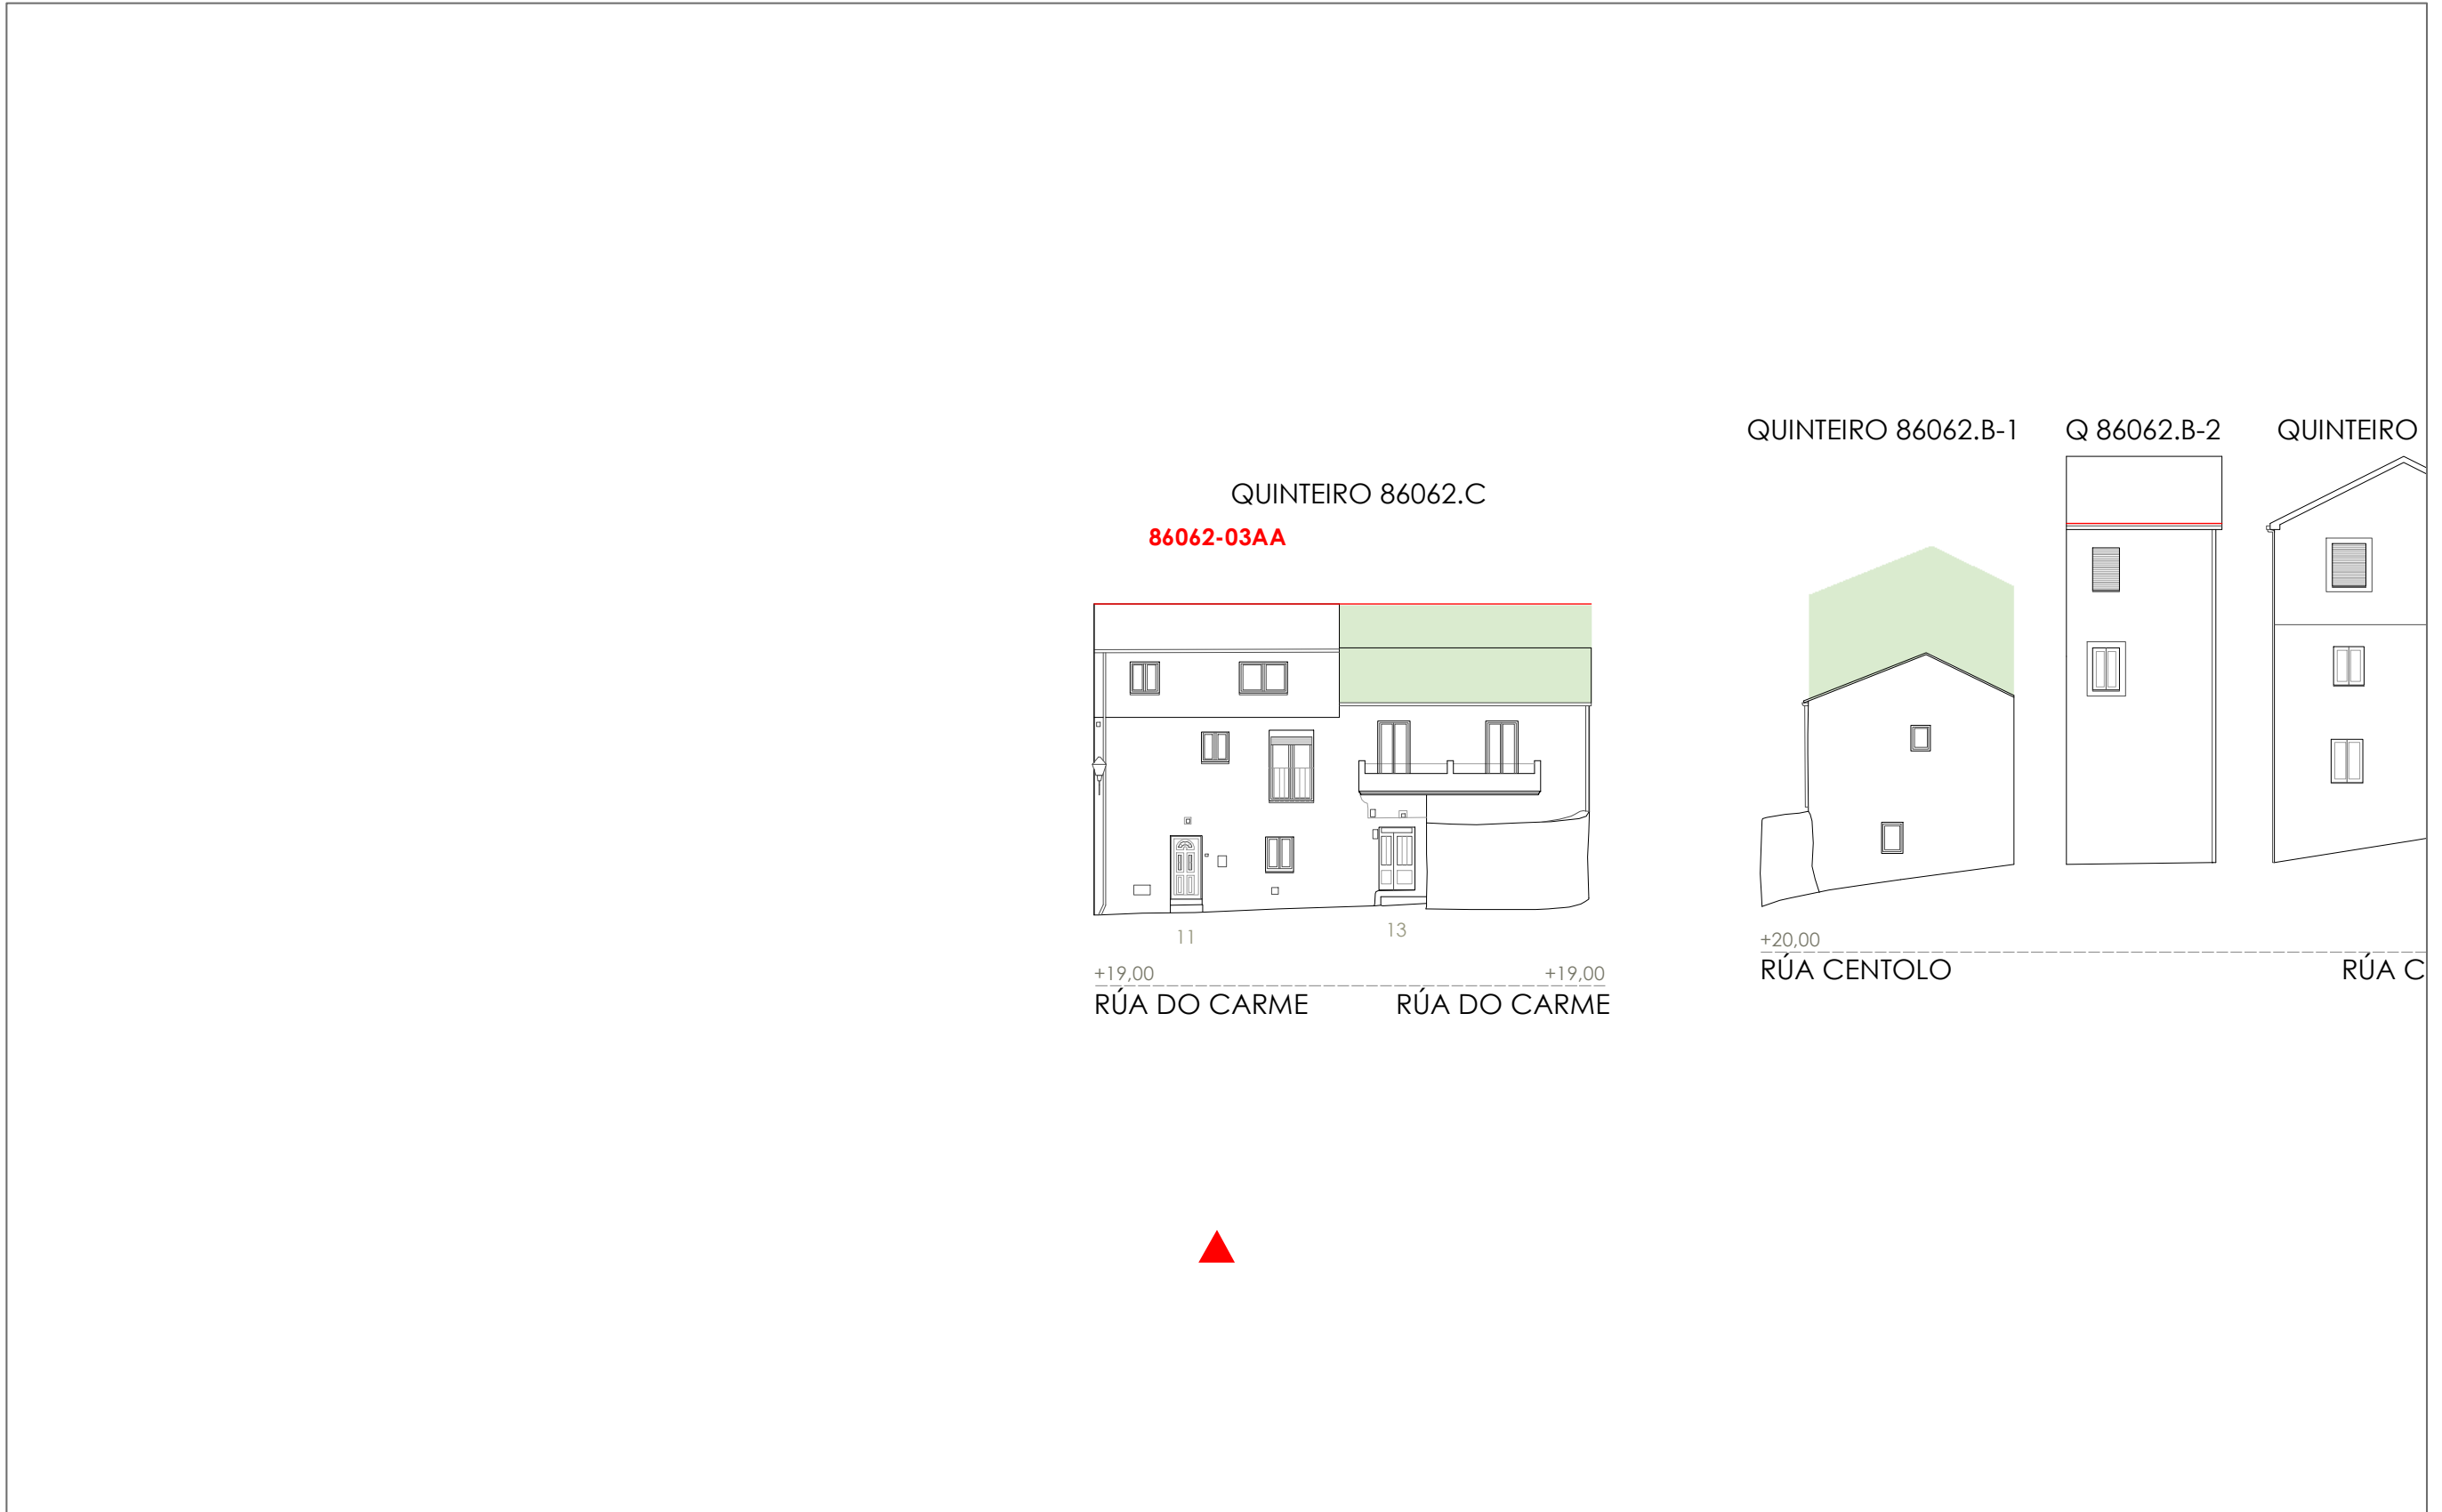 QUINTEIRO 86062.B-1
Q 86062.B-2
QUINTEIRO
QUINTEIRO 86062.C
86062-03AA
11
13
+19,00
+19,00
RÚA DO CARME
RÚA DO CARME
+20,00
RÚA CENTOLO
RÚA C